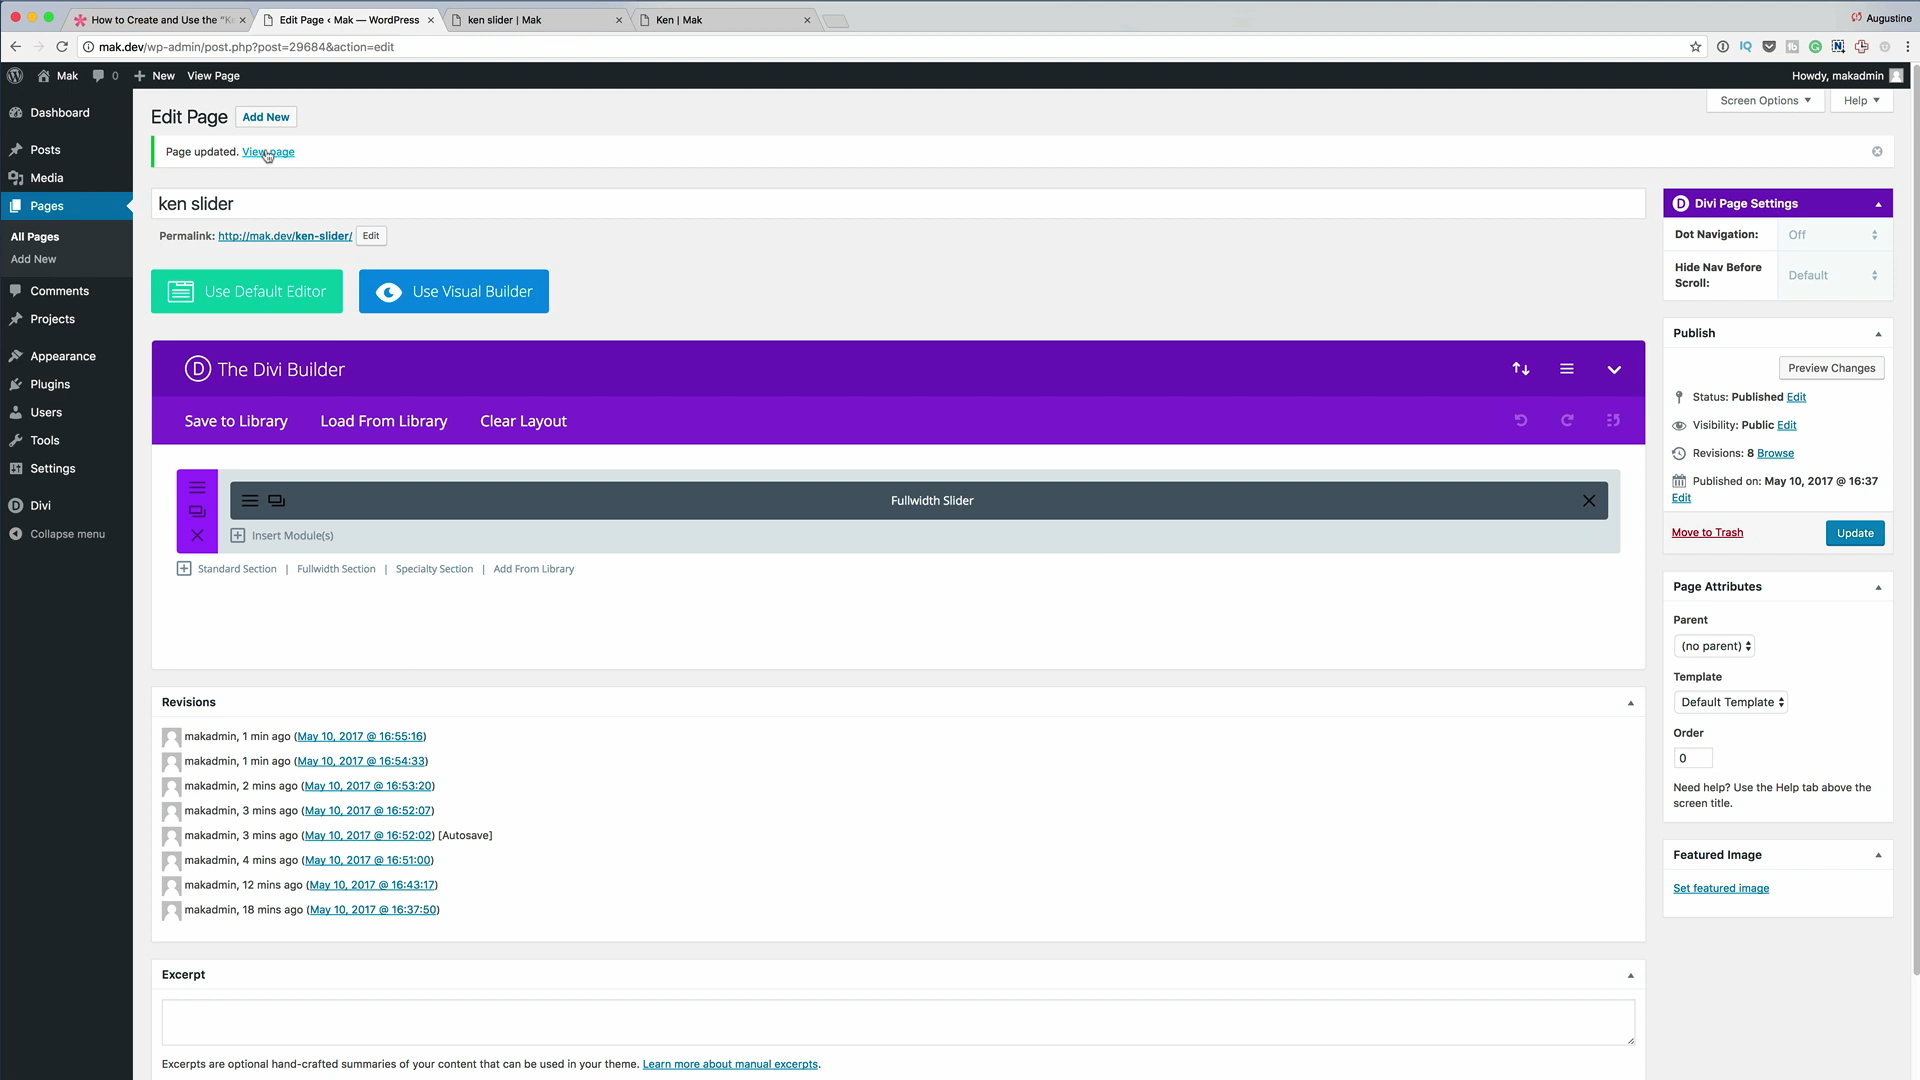 How to Create and Use the "Ke
Edit Page ‹ Mak — WordPress
ken slider | Mak
Ken | Mak
Augustine
mak.dev/wp-admin/post.php?post=29684&action=edit
Mak
0
New
View Page
Howdy, makadmin
Dashboard
Posts
Media
Pages
All Pages
Add New
Comments
Projects
Appearance
Plugins
Users
Tools
Settings
Divi
Collapse menu
Screen Options
Help
Edit Page
Add New
Page updated. View page
ken slider
Permalink: http://mak.dev/ken-slider/
Edit
Use Default Editor
Use Visual Builder
The Divi Builder
Save to Library
Load From Library
Clear Layout
Fullwidth Slider
Insert Module(s)
Standard Section | Fullwidth Section | Specialty Section | Add From Library
Revisions
makadmin, 1 min ago (May 10, 2017 @ 16:55:16)
makadmin, 1 min ago (May 10, 2017 @ 16:54:33)
makadmin, 2 mins ago (May 10, 2017 @ 16:53:20)
makadmin, 3 mins ago (May 10, 2017 @ 16:52:07)
makadmin, 3 mins ago (May 10, 2017 @ 16:52:02) [Autosave]
makadmin, 4 mins ago (May 10, 2017 @ 16:51:00)
makadmin, 12 mins ago (May 10, 2017 @ 16:43:17)
makadmin, 18 mins ago (May 10, 2017 @ 16:37:50)
Excerpt
Excerpts are optional hand-crafted summaries of your content that can be used in your theme. Learn more about manual excerpts.
Divi Page Settings
Dot Navigation:
Off
Hide Nav Before
Scroll:
Default
Publish
Preview Changes
Status: Published Edit
Visibility: Public Edit
Revisions: 8 Browse
Published on: May 10, 2017 @ 16:37
Edit
Move to Trash
Update
Page Attributes
Parent
(no parent)
Template
Default Template
Order
0
Need help? Use the Help tab above the
screen title.
Featured Image
Set featured image